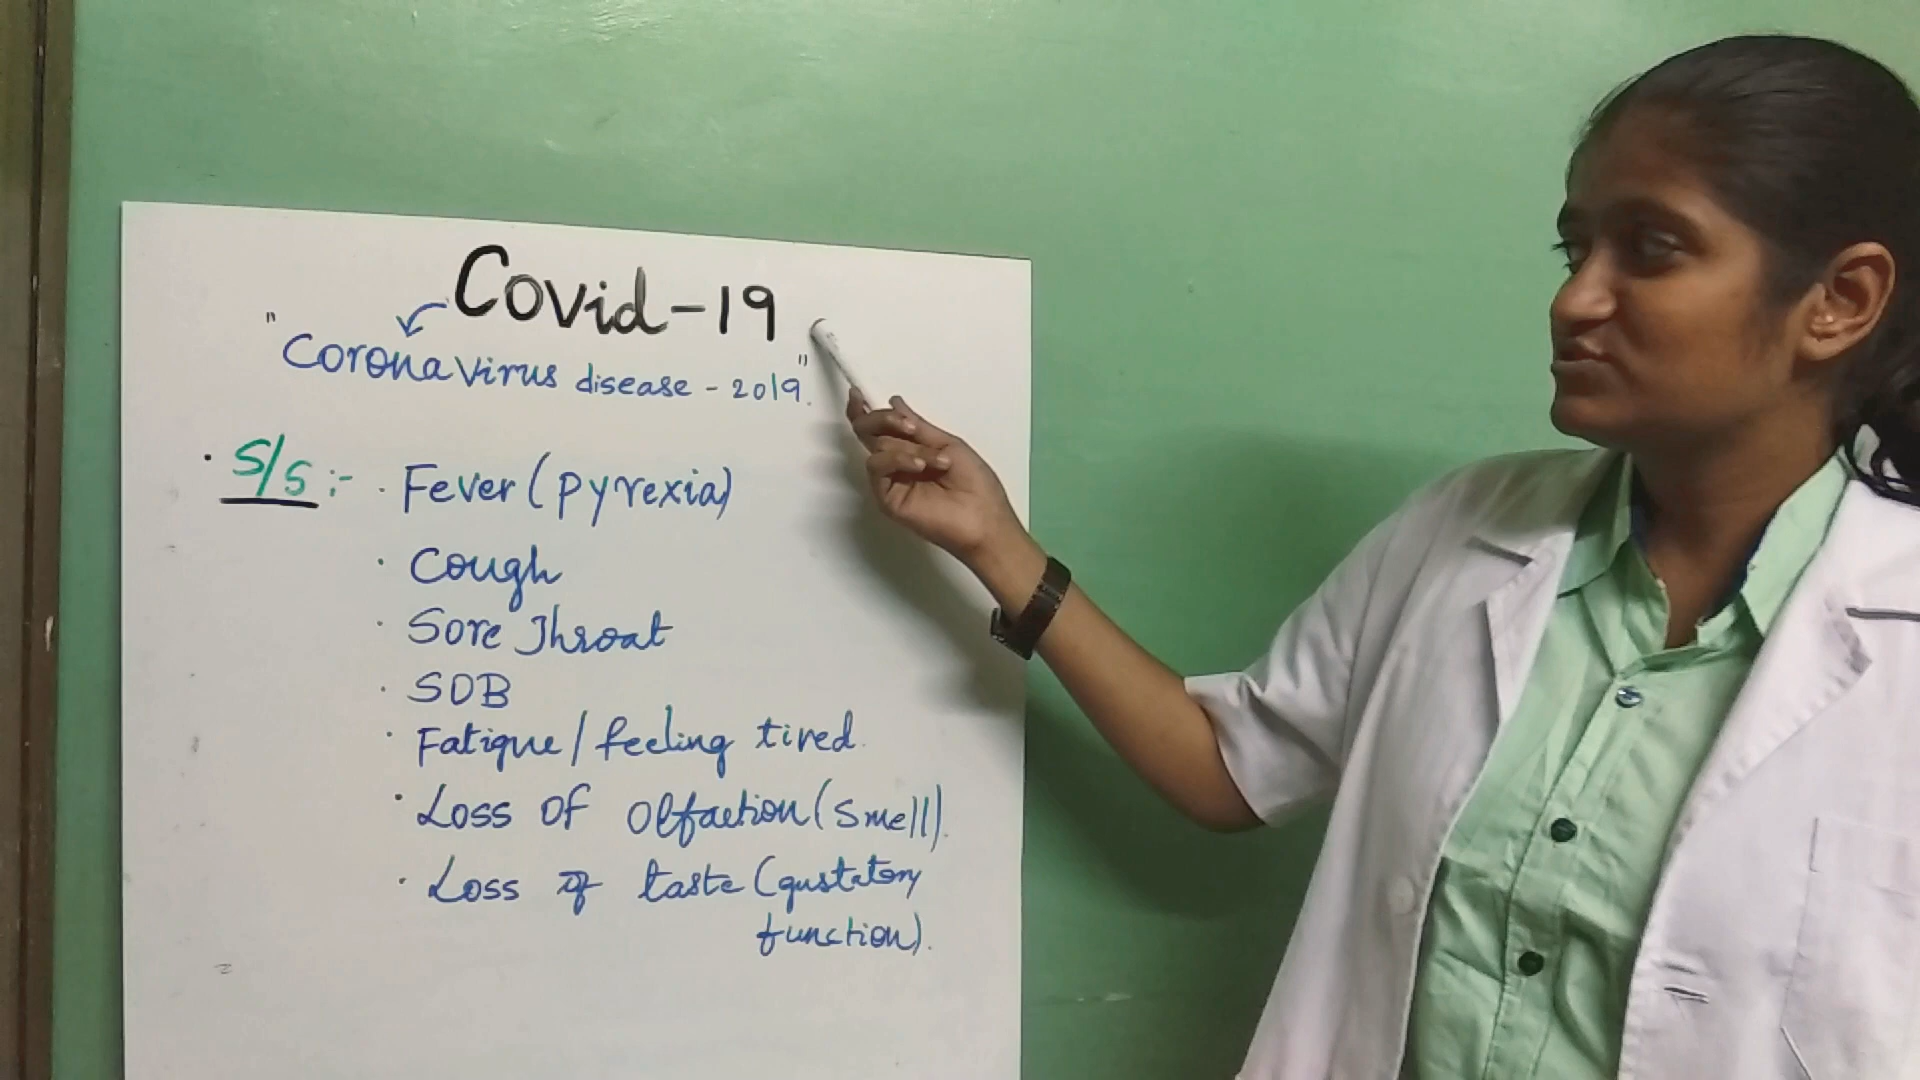 Covid-19
"Coronavirus disease - 2019".
· S/S :- · Fever (Pyrexia)
· Cough
· Sore Throat
· SOB
· Fatigue / feeling tired.
· Loss of Olfaction (Smell).
· Loss of taste (gustatory
function).